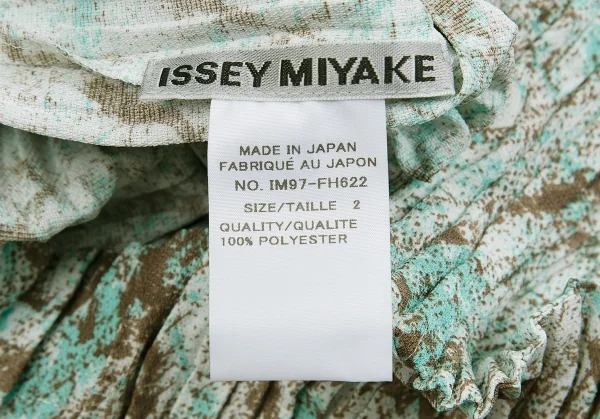 ISSEY MIYAKE
MADE IN JAPAN
FABRIQUÉ AU JAPON
NO. IM97-FH622
SIZE/TAILLE 2
QUALITY/QUALITE
100% POLYESTER